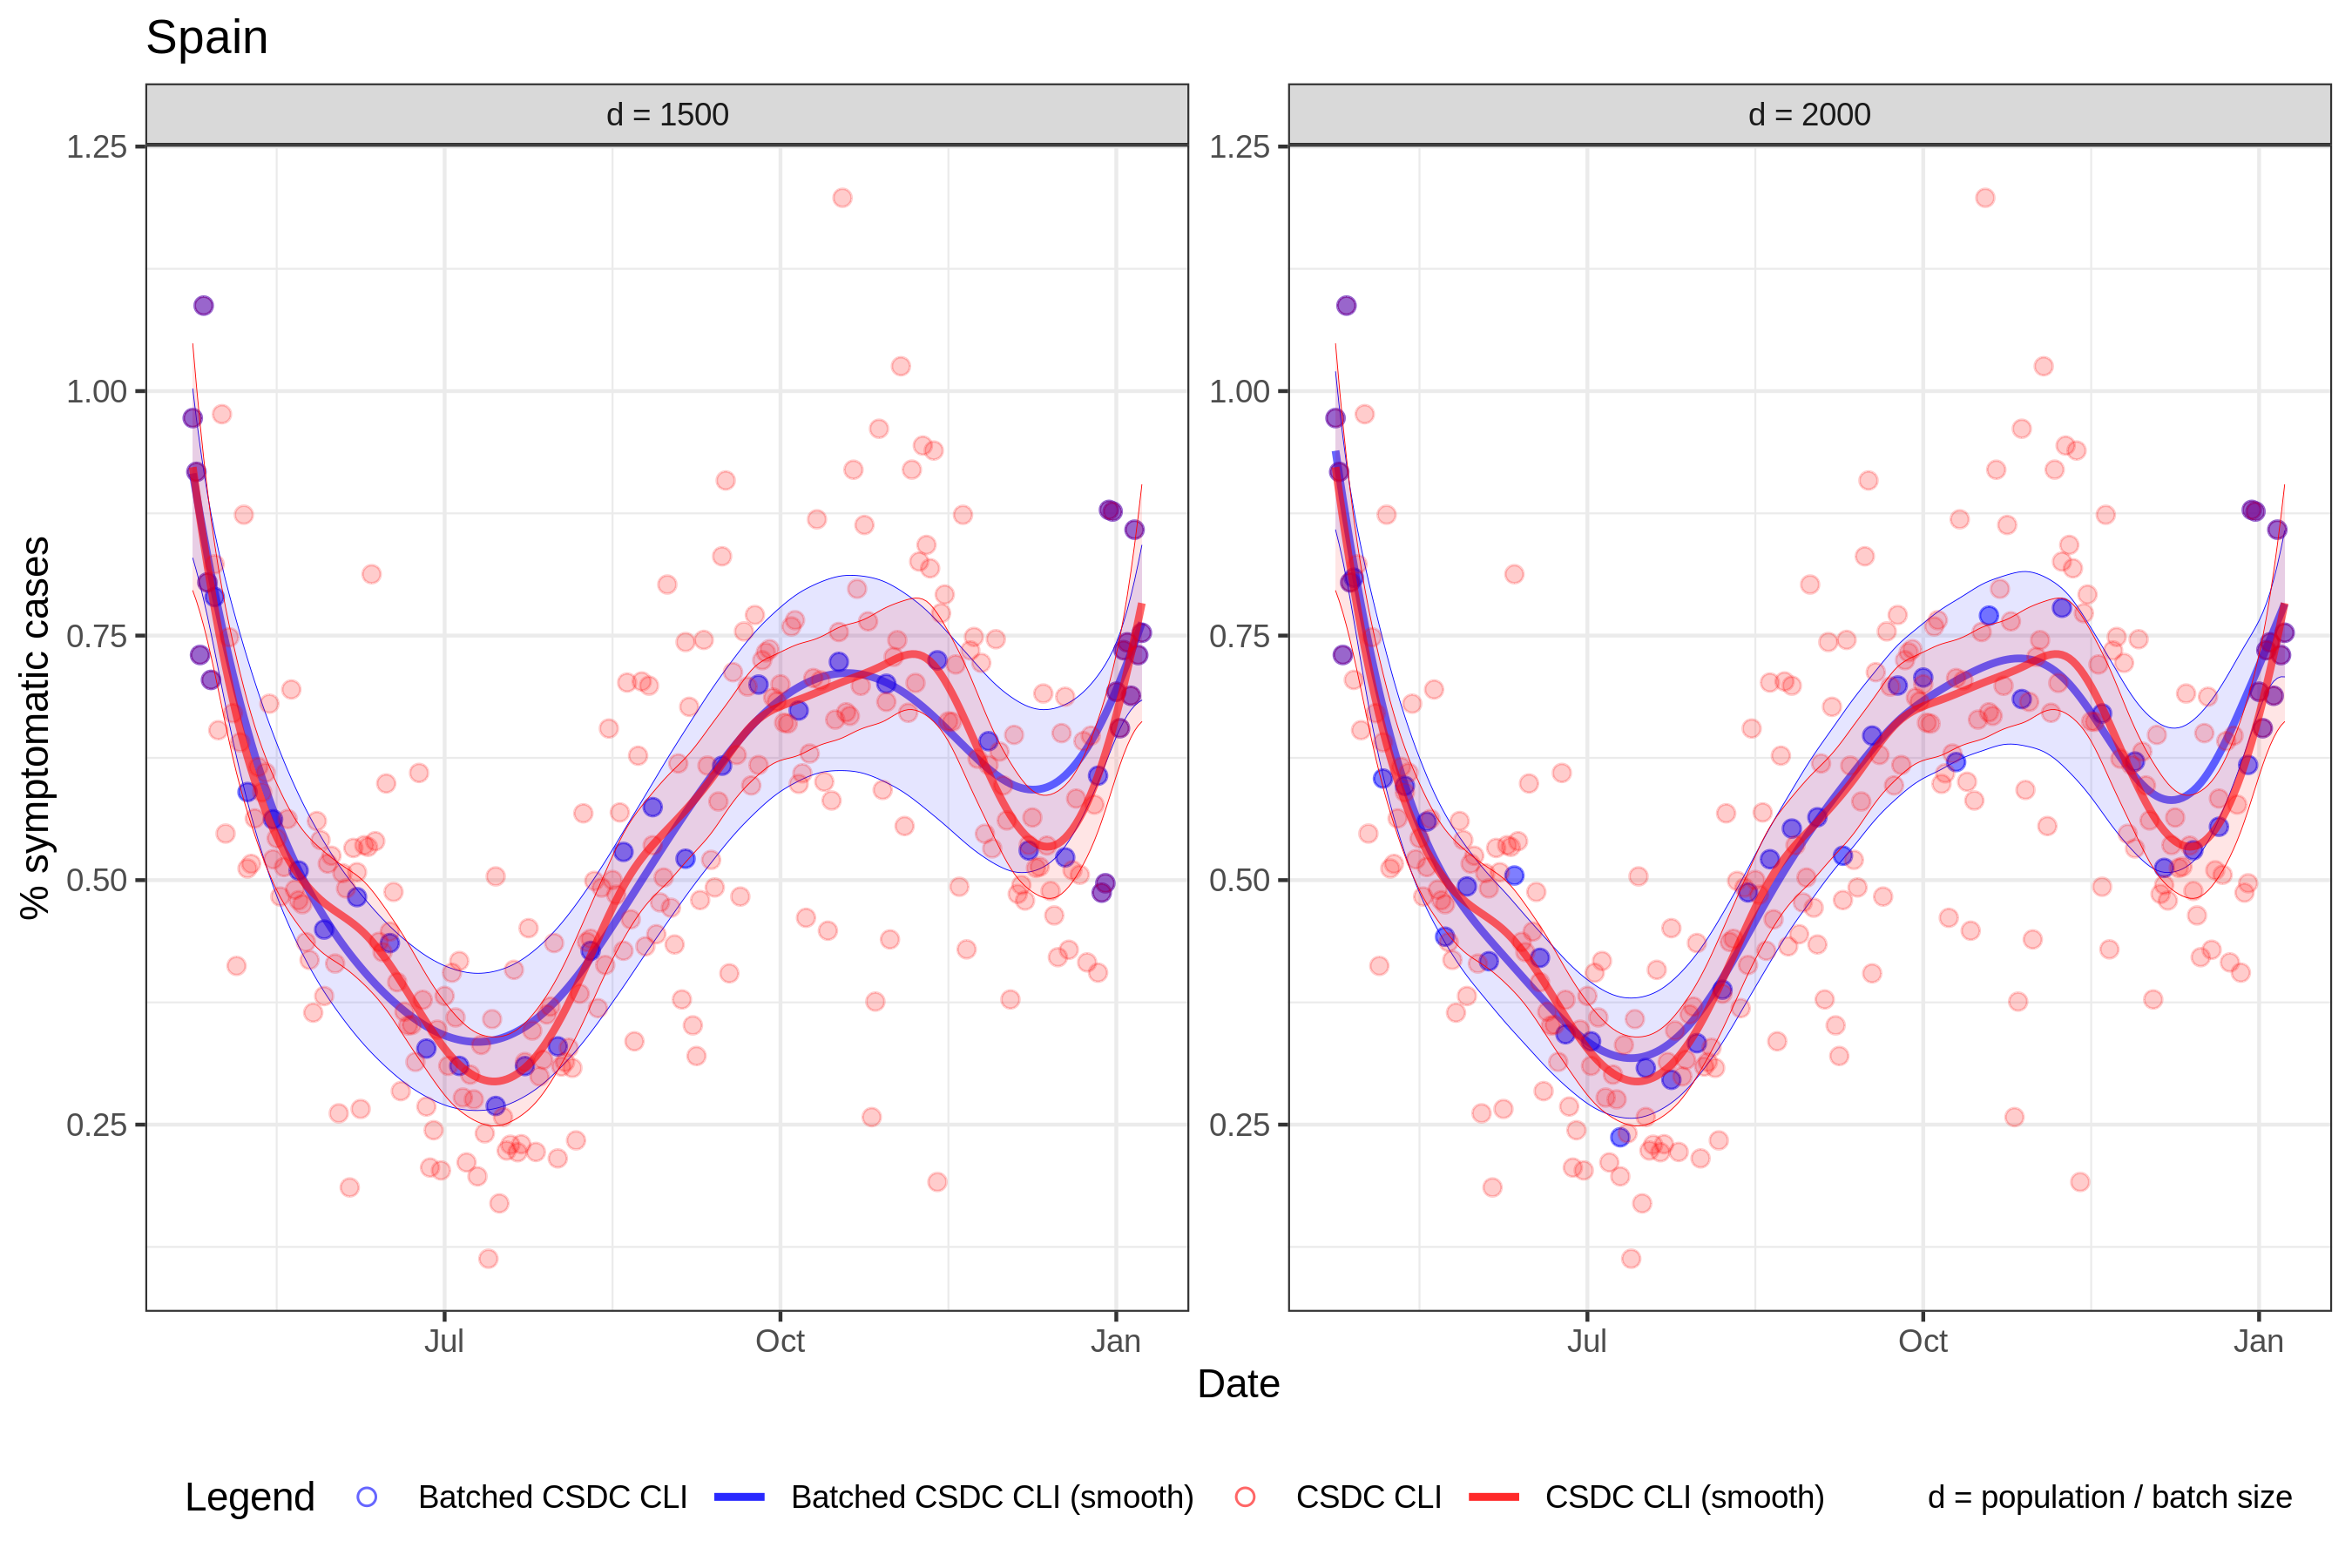 Spain
d = 1500
d = 2000
% symptomatic cases
1.25
1.00
0.75
0.50
0.25
1.25
1.00
0.75
0.50
0.25
Jul
Oct
Jan
Jul
Oct
Jan
Date
Legend
Batched CSDC CLI
Batched CSDC CLI (smooth)
CSDC CLI
CSDC CLI (smooth)
d = population / batch size